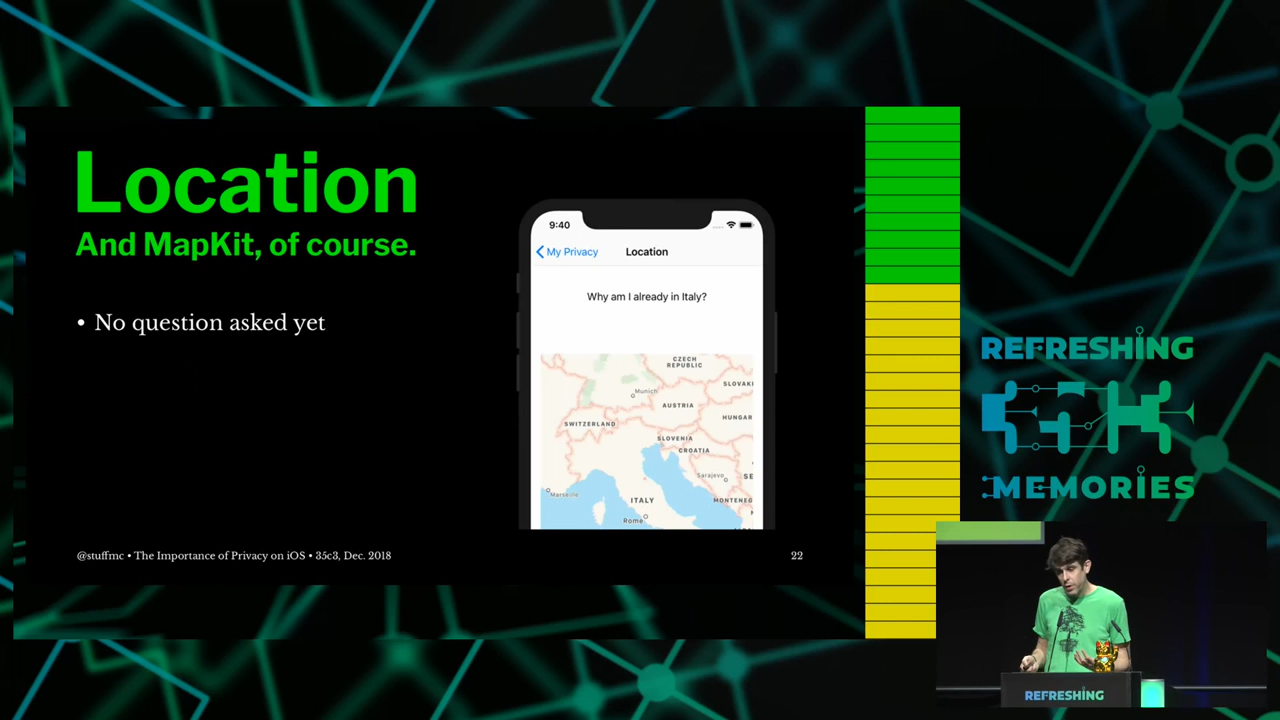 Location
And MapKit, of course.
• No question asked yet
9:40
My Privacy
Location
Why am I already in Italy?
CZECH
REPUBLIC
Munich
SLOVAKI
AUSTRIA
HUNGAR
SWITZERLAND
SLOVENIA
CROATIA
Sarajevo
SE
Marseille
ITALY
MONTENEG
Rome
@stuffmc • The Importance of Privacy on iOS • 35c3, Dec. 2018
22
REFRESHING
35C3
MEMORIES
REFRESHING